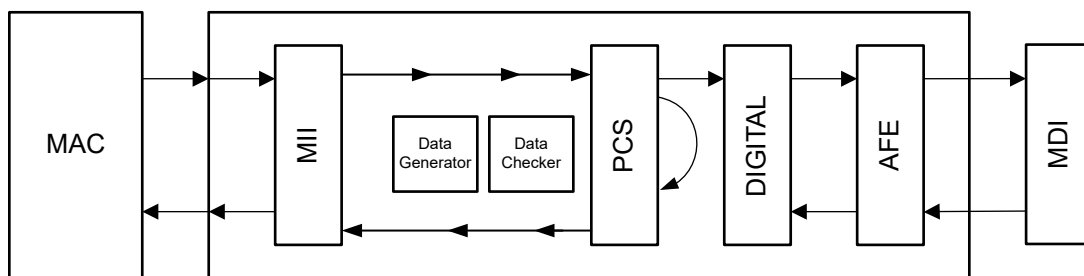 MAC
MII
Data
Generator
Data
Checker
PCS
DIGITAL
AFE
MDI